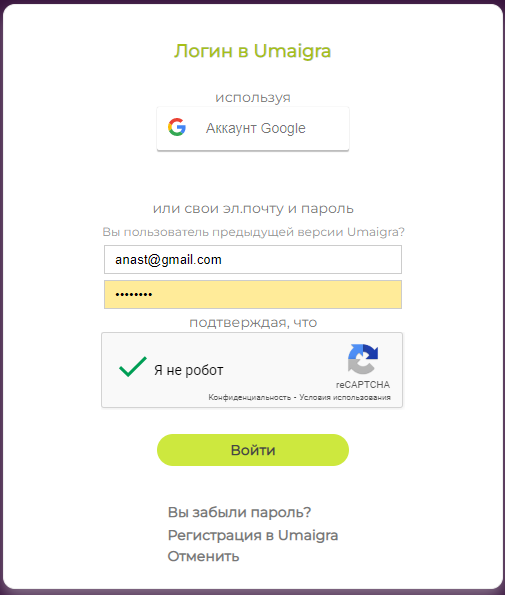 Логин в Umaigra
используя
Аккаунт Google
или свои эл.почту и пароль
Вы пользователь предыдущей версии Umaigra?
anast@gmail.com
••••••••
подтверждая, что
Я не робот
reCAPTCHA
Конфиденциальность - Условия использования
Войти
Вы забыли пароль?
Регистрация в Umaigra
Отменить